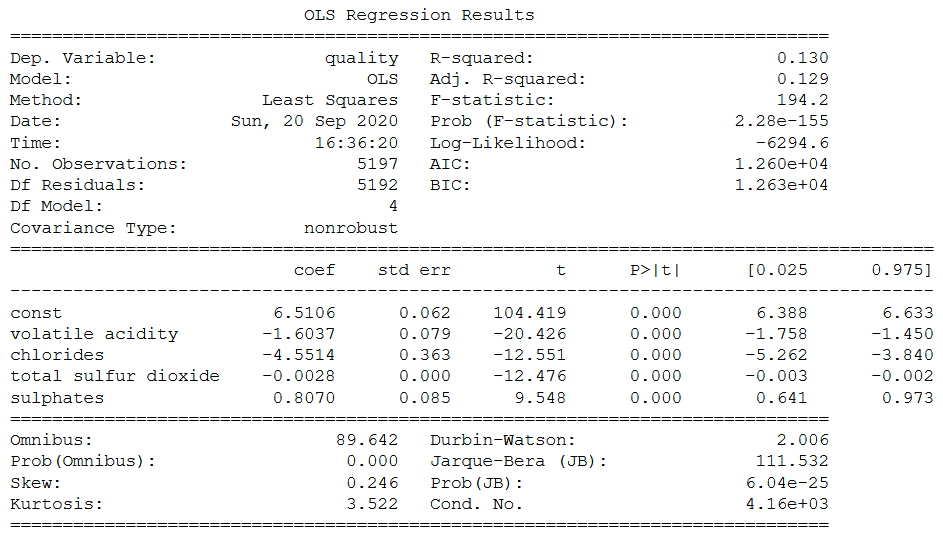 OLS Regression Results
==============================================================================
Dep. Variable:                quality   R-squared:                       0.130
Model:                            OLS   Adj. R-squared:                  0.129
Method:                 Least Squares   F-statistic:                     194.2
Date:                Sun, 20 Sep 2020   Prob (F-statistic):          2.28e-155
Time:                        16:36:20   Log-Likelihood:                -6294.6
No. Observations:                5197   AIC:                         1.260e+04
Df Residuals:                    5192   BIC:                         1.263e+04
Df Model:                           4
Covariance Type:            nonrobust
========================================================================================
                           coef    std err          t      P>|t|      [0.025      0.975]
----------------------------------------------------------------------------------------
const                    6.5106      0.062    104.419      0.000       6.388       6.633
volatile acidity        -1.6037      0.079    -20.426      0.000      -1.758      -1.450
chlorides               -4.5514      0.363    -12.551      0.000      -5.262      -3.840
total sulfur dioxide    -0.0028      0.000    -12.476      0.000      -0.003      -0.002
sulphates                0.8070      0.085      9.548      0.000       0.641       0.973
==============================================================================
Omnibus:                       89.642   Durbin-Watson:                   2.006
Prob(Omnibus):                  0.000   Jarque-Bera (JB):              111.532
Skew:                           0.246   Prob(JB):                     6.04e-25
Kurtosis:                       3.522   Cond. No.                     4.16e+03
==============================================================================